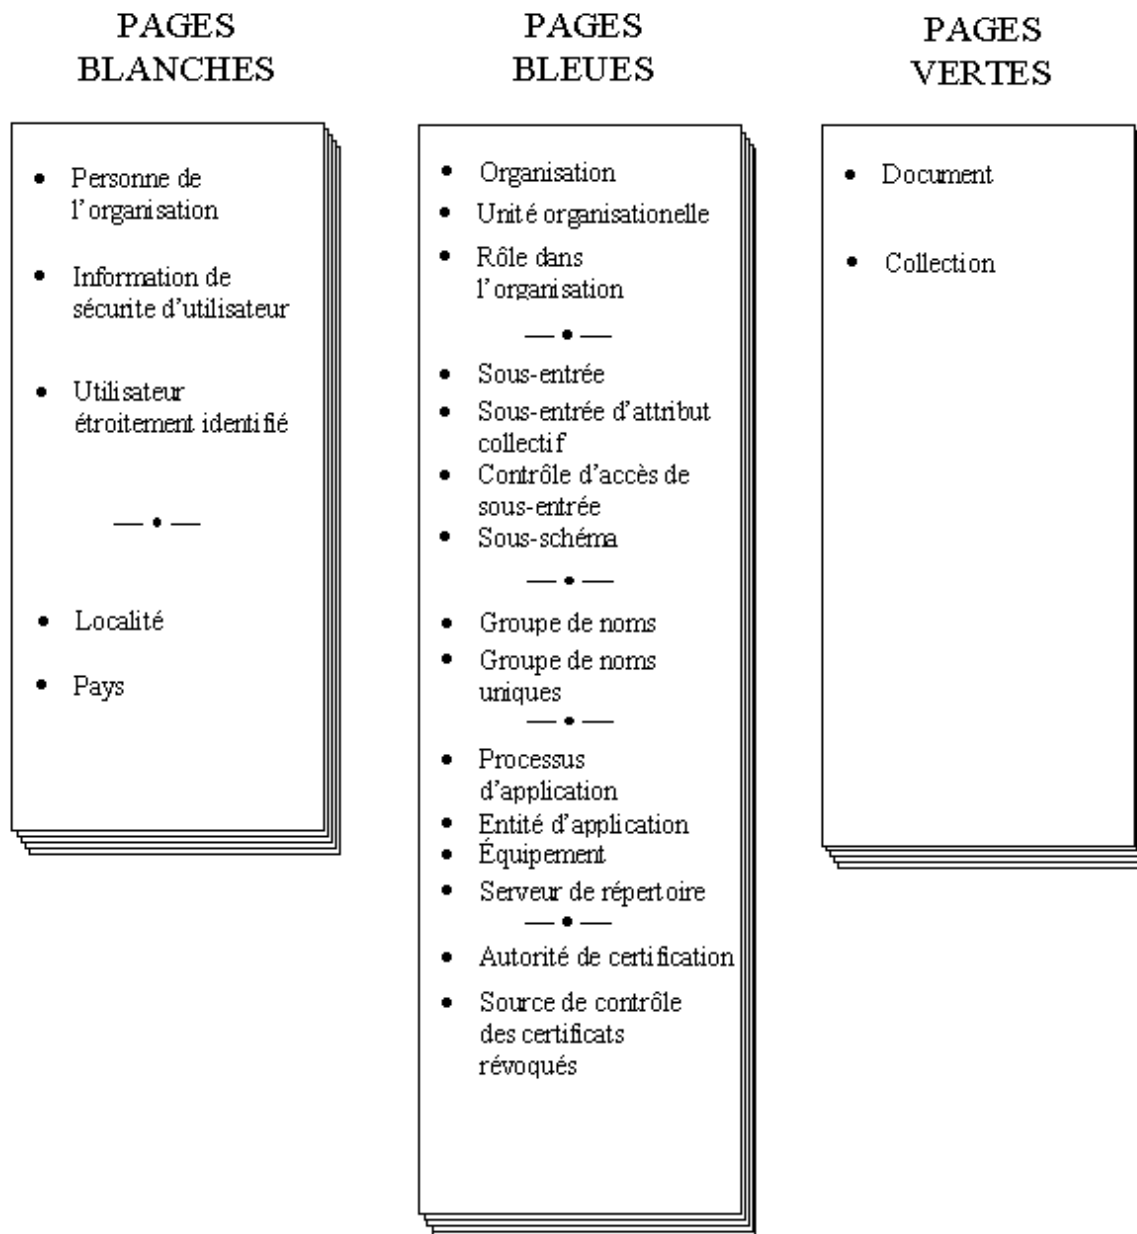 PAGES
BLANCHES
• Personne de
l'organisation
• Information de
sécurite d'utilisateur
• Utilisateur
étroitement identifié
• Localité
• Pays
PAGES
BLEUES
• Organisation
• Unité organisationelle
• Rôle dans
l'organisation
• Sous-entrée
• Sous-entrée d'attribut
collectif
• Contrôle d'accès de
sous-entrée
• Sous-schéma
• Groupe de noms
• Groupe de noms
uniques
• Processus
d'application
• Entité d'application
• Équipement
• Serveur de répertoire
• Autorité de certification
• Source de contrôle
des certificats
révoqués
PAGES
VERTES
• Document
• Collection